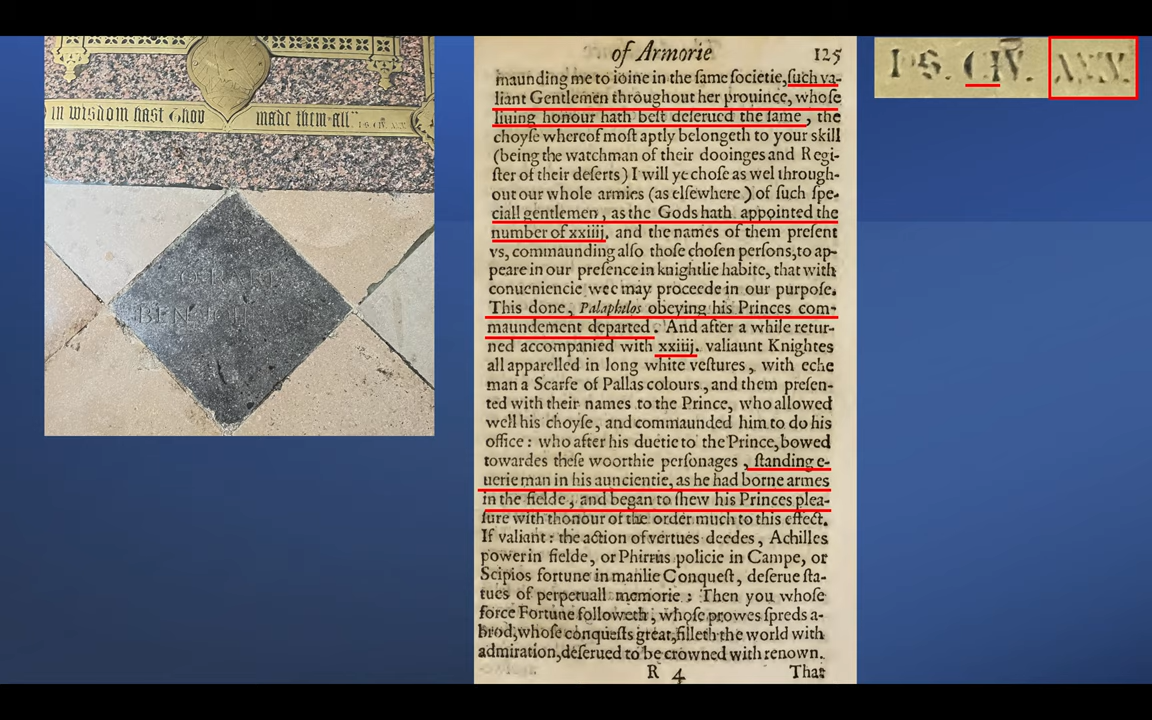 in wisdom hast Thou made them all" PS. CIV. XXIV.
of Armorie 125
maunding me to ioine in the ſame ſocietie, ſuch va-
liant Gentlemen throughout her prouince, whoſe
liuing honour hath beſt deſerued the ſame, the
choyſe whereof moſt aptly belongeth to your skill
(being the watchman of their dooinges and Regi-
ſter of their deſerts) I will ye choſe as wel through-
out our whole armies (as elſewhere) of ſuch ſpe-
ciall gentlemen, as the Gods hath appointed the
number of xxiiij. and the names of them preſent
vs, commaunding alſo thoſe choſen perſons, to ap-
peare in our preſence in knightlie habite, that with
conueniencie wee may proceede in our purpoſe.
This done, Palaphilos obeying his Princes com-
maundement departed. And after a while retur-
ned accompanied with xxiiij. valiaunt Knightes
all apparelled in long white veſtures, with eche
man a Scarfe of Pallas colours, and them preſen-
ted with their names to the Prince, who allowed
well his choyſe, and commaunded him to do his
office: who after his duetie to the Prince, bowed
towardes theſe woorthie perſonages, ſtanding e-
uerie man in his auncientie, as he had borne armes
in the fielde, and began to ſhew his Princes plea-
ſure with thonour of the order much to this effect.
If valiant: the action of vertues deedes, Achilles
power in fielde, or Phirrus policie in Campe, or
Scipios fortune in manlie Conqueſt, deſerue ſta-
tues of perpetuall memorie: Then you whoſe
force Fortune followeth, whoſe prowes ſpreds a-
brod, whoſe conqueſts great, filleth the world with
admiration, deſerued to be crowned with renown.
R 4 That
PS. CIV.